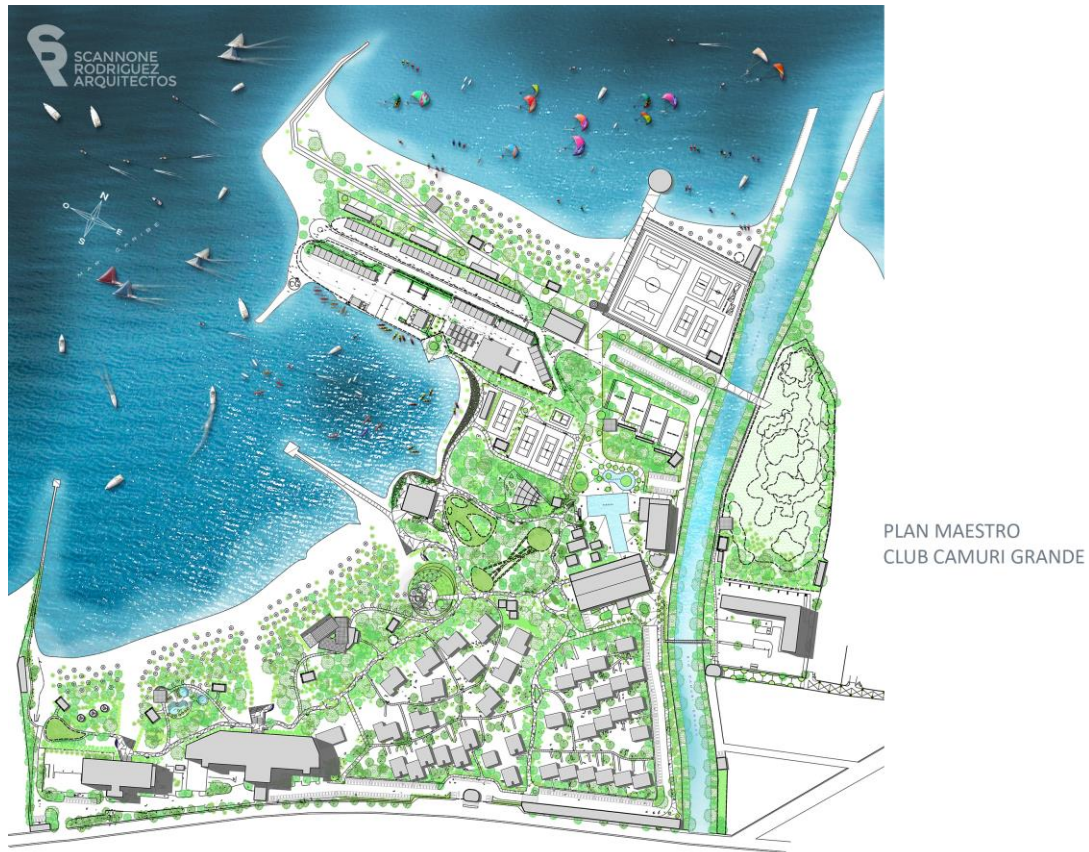 SCANNONE
RODRIGUEZ
ARQUITECTOS
N
O
E
S
PLAN MAESTRO
CLUB CAMURI GRANDE